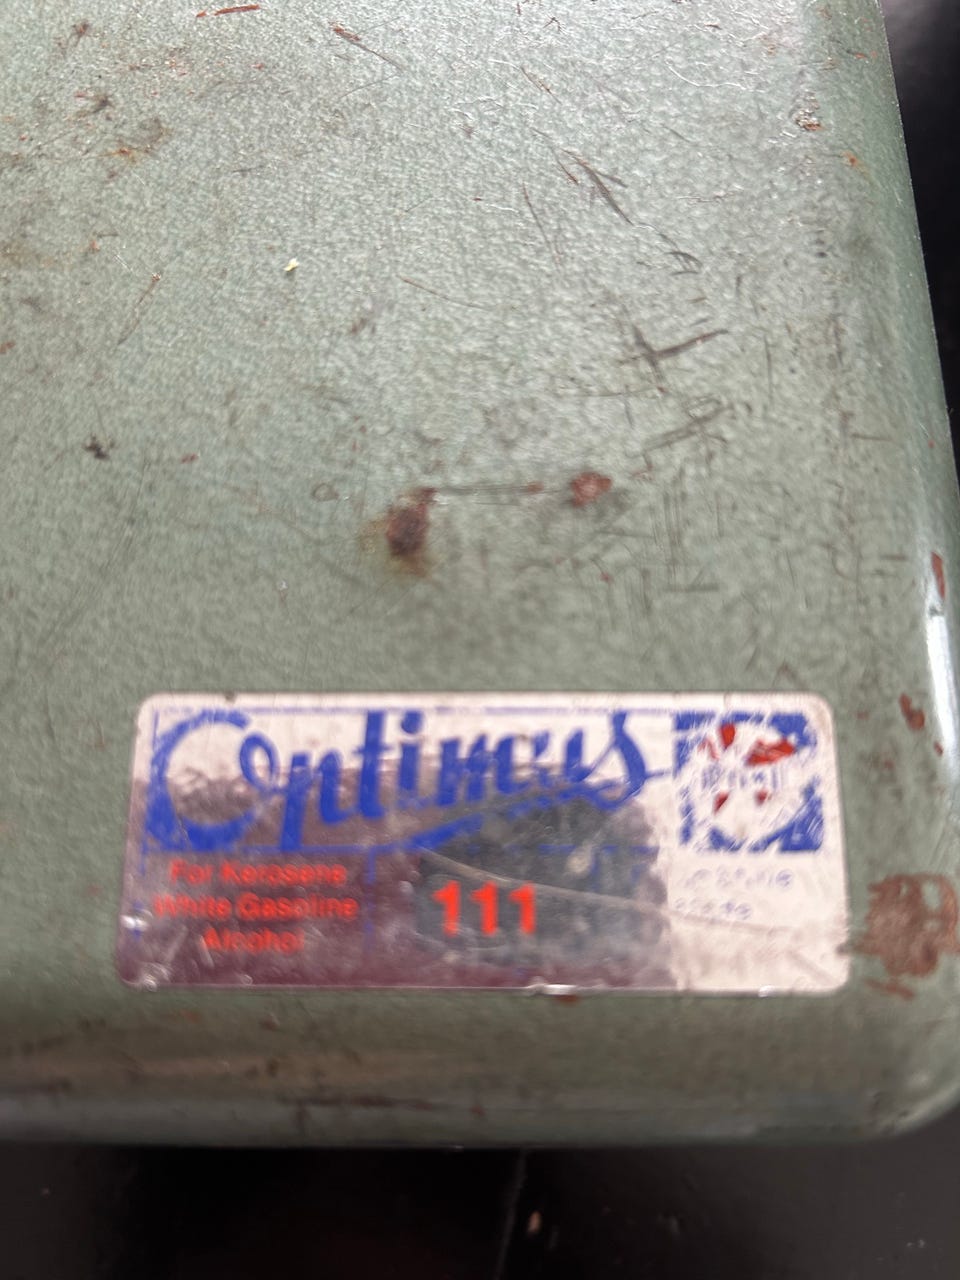 Optimus
For Kerosene
White Gasoline
Alcohol
111